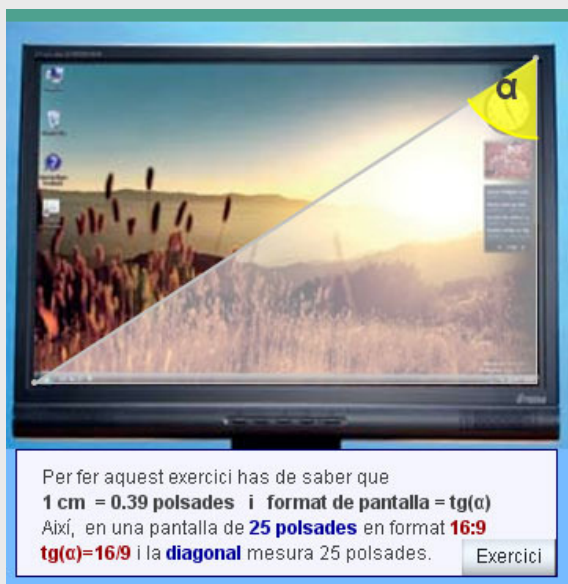 α
Per fer aquest exercici has de saber que
1 cm = 0.39 polsades i format de pantalla = tg(α)
Així, en una pantalla de 25 polsades en format 16:9
tg(α)=16/9 i la diagonal mesura 25 polsades.
Exercici